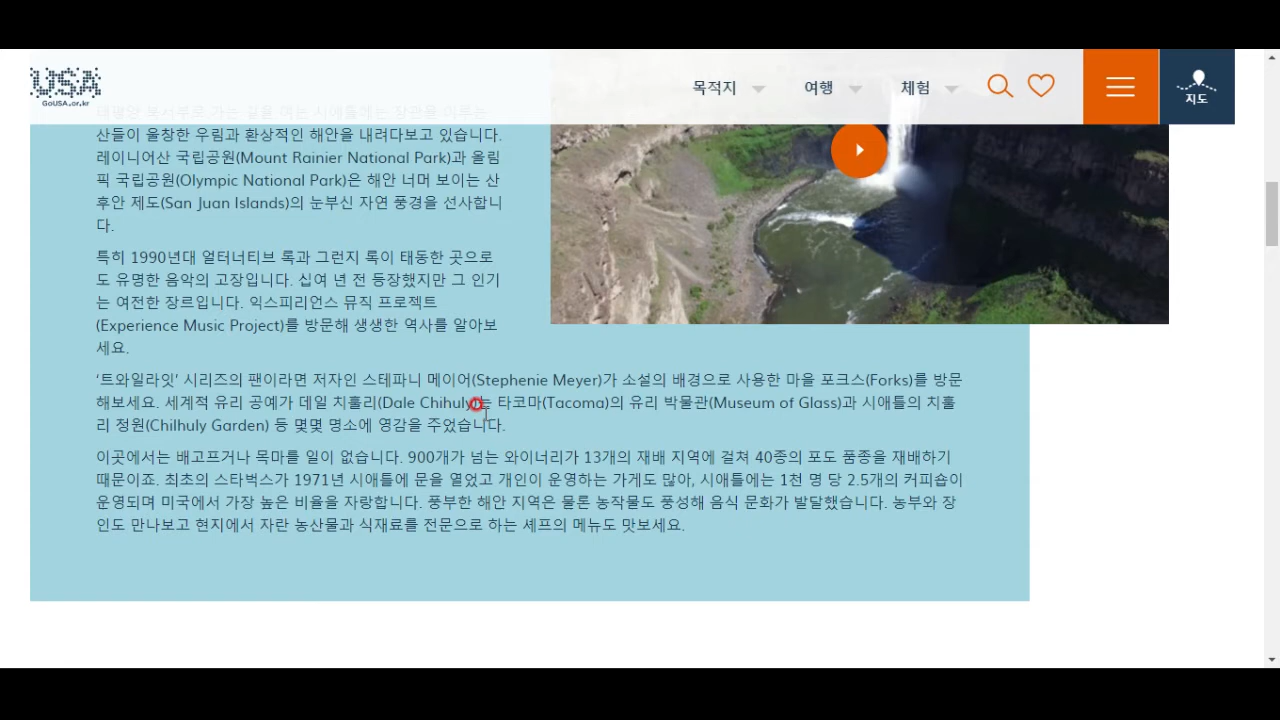 USA
GoUSA.or.kr
목적지
여행
체험
지도
태평양 북서부로 가는 길을 여는 시애틀에는 장관을 이루는
산들이 울창한 우림과 환상적인 해안을 내려다보고 있습니다.
레이니어산 국립공원(Mount Rainier National Park)과 올림
픽 국립공원(Olympic National Park)은 해안 너머 보이는 산
후안 제도(San Juan Islands)의 눈부신 자연 풍경을 선사합니
다.
특히 1990년대 얼터너티브 록과 그런지 록이 태동한 곳으로
도 유명한 음악의 고장입니다. 십여 년 전 등장했지만 그 인기
는 여전한 장르입니다. 익스피리언스 뮤직 프로젝트
(Experience Music Project)를 방문해 생생한 역사를 알아보
세요.
‘트와일라잇’ 시리즈의 팬이라면 저자인 스테파니 메이어(Stephenie Meyer)가 소설의 배경으로 사용한 마을 포크스(Forks)를 방문
해보세요. 세계적 유리 공예가 데일 치훌리(Dale Chihuly)는 타코마(Tacoma)의 유리 박물관(Museum of Glass)과 시애틀의 치훌
리 정원(Chilhuly Garden) 등 몇몇 명소에 영감을 주었습니다.
이곳에서는 배고프거나 목마를 일이 없습니다. 900개가 넘는 와이너리가 13개의 재배 지역에 걸쳐 40종의 포도 품종을 재배하기
때문이죠. 최초의 스타벅스가 1971년 시애틀에 문을 열었고 개인이 운영하는 가게도 많아, 시애틀에는 1천 명 당 2.5개의 커피숍이
운영되며 미국에서 가장 높은 비율을 자랑합니다. 풍부한 해안 지역은 물론 농작물도 풍성해 음식 문화가 발달했습니다. 농부와 장
인도 만나보고 현지에서 자란 농산물과 식재료를 전문으로 하는 셰프의 메뉴도 맛보세요.